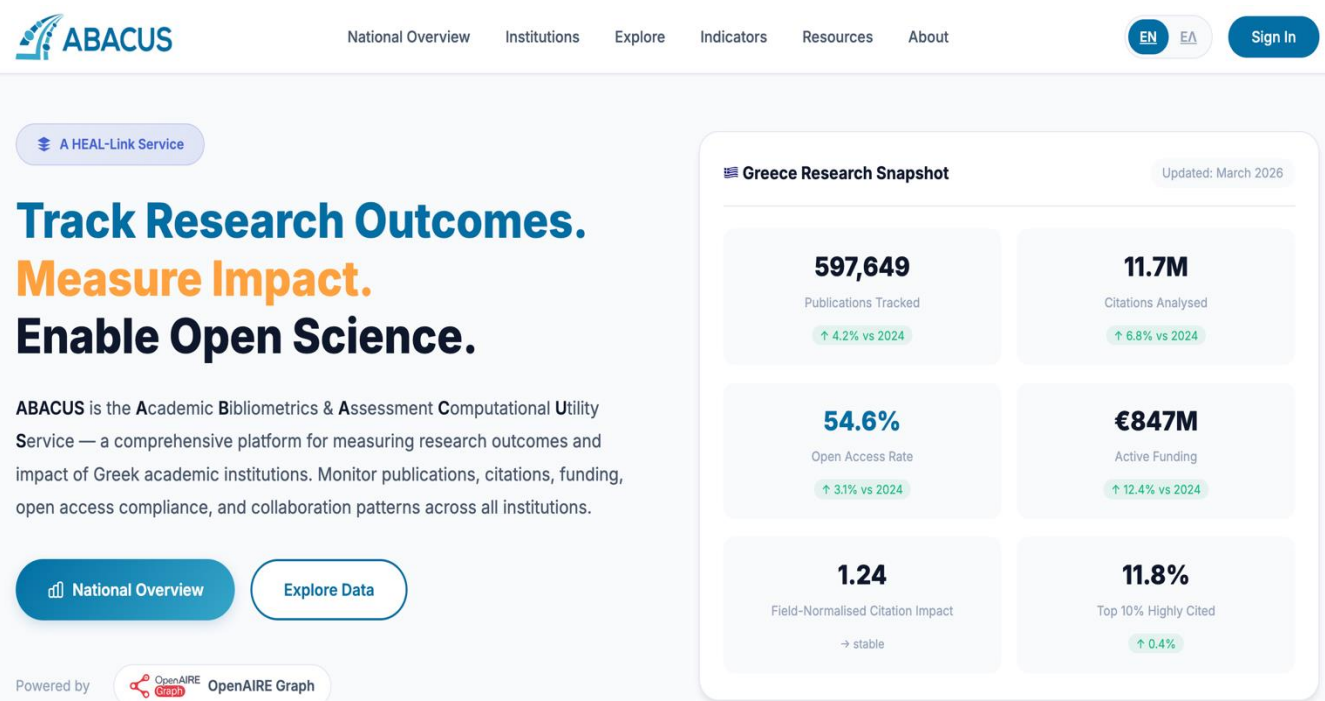 ABACUS
National Overview
Institutions
Explore
Indicators
Resources
About
EN
ΕΛ
Sign In
A HEAL-Link Service
Track Research Outcomes.
Measure Impact.
Enable Open Science.
ABACUS is the Academic Bibliometrics & Assessment Computational Utility
Service — a comprehensive platform for measuring research outcomes and
impact of Greek academic institutions. Monitor publications, citations, funding,
open access compliance, and collaboration patterns across all institutions.
National Overview
Explore Data
Powered by
OpenAIRE
Graph
OpenAIRE Graph
Greece Research Snapshot
Updated: March 2026
597,649
Publications Tracked
↑ 4.2% vs 2024
11.7M
Citations Analysed
↑ 6.8% vs 2024
54.6%
Open Access Rate
↑ 3.1% vs 2024
€847M
Active Funding
↑ 12.4% vs 2024
1.24
Field-Normalised Citation Impact
→ stable
11.8%
Top 10% Highly Cited
↑ 0.4%